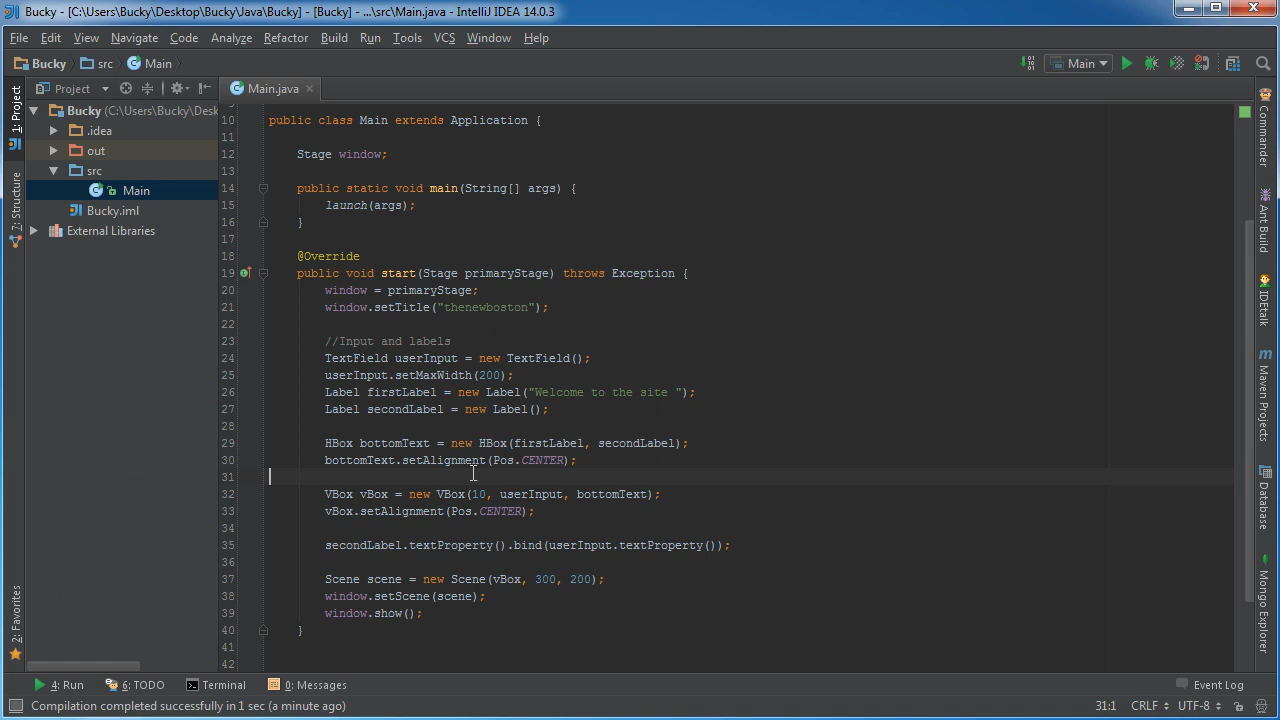 Bucky - [C:\Users\Bucky\Desktop\Bucky\Java\Bucky] - [Bucky] - ...\src\Main.java - IntelliJ IDEA 14.0.3
File Edit View Navigate Code Analyze Refactor Build Run Tools VCS Window Help
Bucky src Main Main
Project Main.java
1: Project
7: Structure
2: Favorites
Bucky (C:\Users\Bucky\Desk
.idea
out
src
Main
Bucky.iml
External Libraries
10 public class Main extends Application {
11
12 Stage window;
13
14 public static void main(String[] args) {
15 launch(args);
16 }
17
18 @Override
19 public void start(Stage primaryStage) throws Exception {
20 window = primaryStage;
21 window.setTitle("thenewboston");
22
23 //Input and labels
24 TextField userInput = new TextField();
25 userInput.setMaxWidth(200);
26 Label firstLabel = new Label("Welcome to the site ");
27 Label secondLabel = new Label();
28
29 HBox bottomText = new HBox(firstLabel, secondLabel);
30 bottomText.setAlignment(Pos.CENTER);
31
32 VBox vBox = new VBox(10, userInput, bottomText);
33 vBox.setAlignment(Pos.CENTER);
34
35 secondLabel.textProperty().bind(userInput.textProperty());
36
37 Scene scene = new Scene(vBox, 300, 200);
38 window.setScene(scene);
39 window.show();
40 }
41
42
Commander
Ant Build
IDEtalk
Maven Projects
Database
Mongo Explorer
4: Run 6: TODO Terminal 0: Messages Event Log
Compilation completed successfully in 1 sec (a minute ago) 31:1 CRLF UTF-8